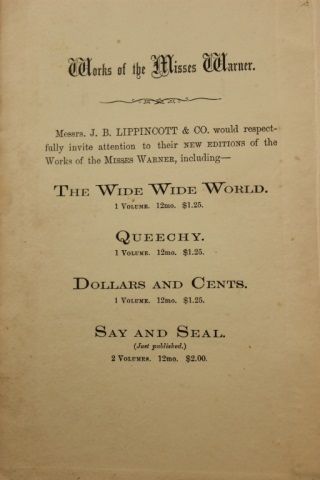 Works of the Misses Warner.
Messrs. J. B. LIPPINCOTT & CO. would respect-
fully invite attention to their NEW EDITIONS of the
Works of the MISSES WARNER, including—
THE WIDE WIDE WORLD.
1 VOLUME. 12mo. $1.25.
QUEECHY.
1 VOLUME. 12mo. $1.25.
DOLLARS AND CENTS.
1 VOLUME. 12mo. $1.25.
SAY AND SEAL.
(Just published.)
2 VOLUMES. 12mo. $2.00.